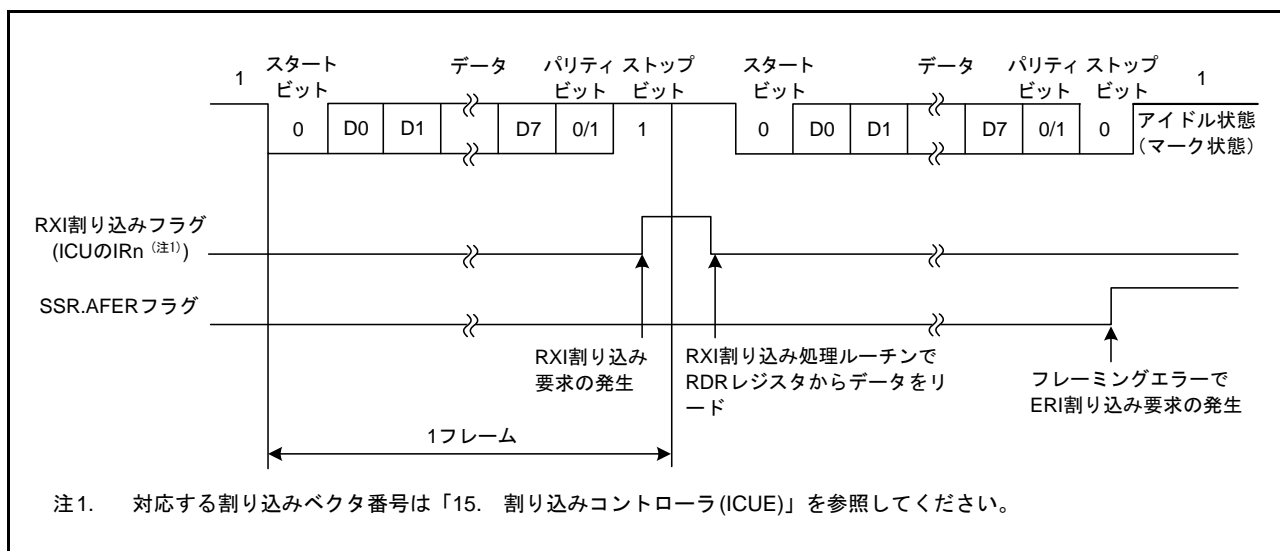 1
スタート
ビット
データ
パリティ
ビット
ストップ
ビット
スタート
ビット
データ
パリティ
ビット
ストップ
ビット
1
0 D0 D1 D7 0/1 1 0 D0 D1 D7 0/1 0
アイドル状態
(マーク状態)
RXI割り込みフラグ
(ICUのIRn (注1))
SSR.AFERフラグ
RXI割り込み
要求の発生
RXI割り込み処理ルーチンで
RDRレジスタからデータをリ
ード
フレーミングエラーで
ERI割り込み要求の発生
1フレーム
注1. 対応する割り込みベクタ番号は「15. 割り込みコントローラ(ICUE)」を参照してください。